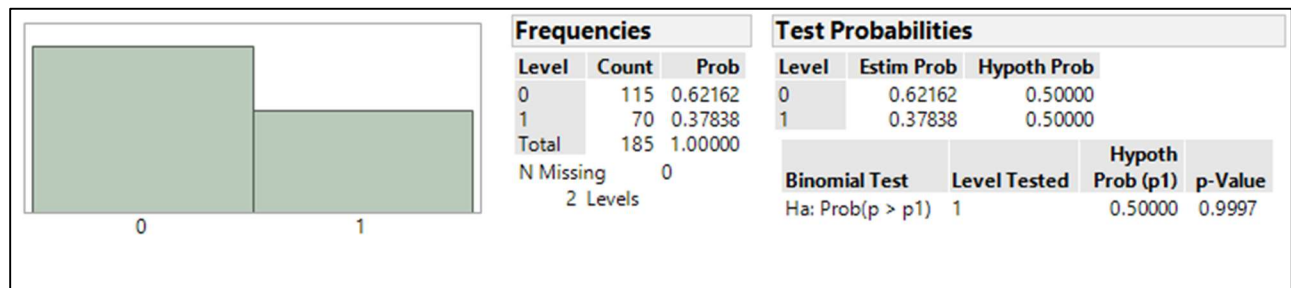 0 1
Frequencies
Level Count Prob
0 115 0.62162
1 70 0.37838
Total 185 1.00000
N Missing 0
2 Levels
Test Probabilities
Level Estim Prob Hypoth Prob
0 0.62162 0.50000
1 0.37838 0.50000
Hypoth
Binomial Test Level Tested Prob (p1) p-Value
Ha: Prob(p > p1) 1 0.50000 0.9997